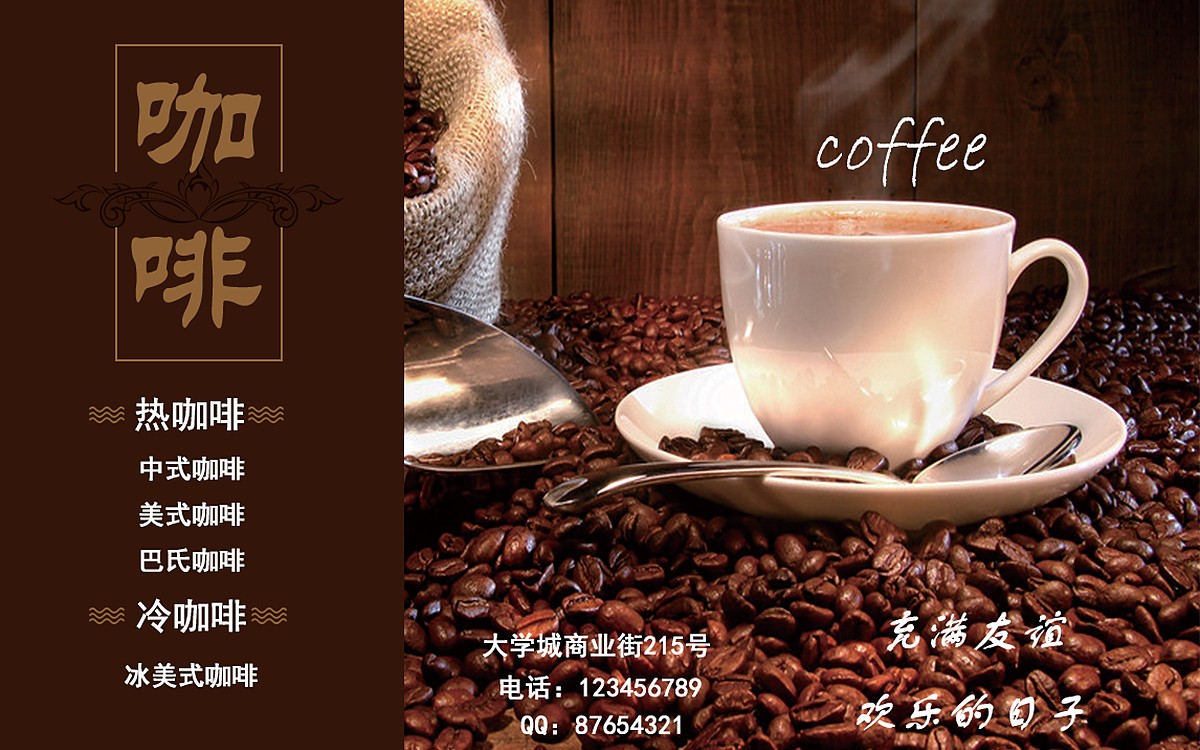 咖
啡
热咖啡
中式咖啡
美式咖啡
巴氏咖啡
冷咖啡
冰美式咖啡
coffee
大学城商业街215号
电话：123456789
QQ：87654321
充满友谊
欢乐的日子